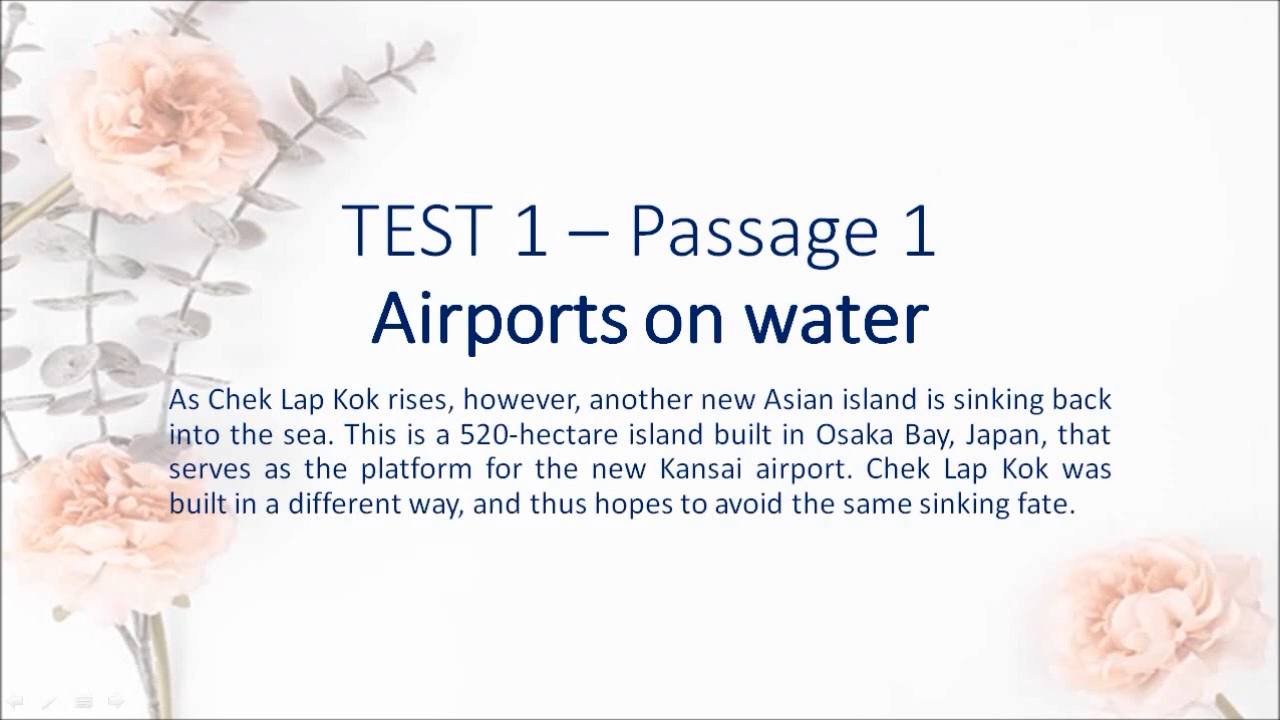 TEST 1 – Passage 1
Airports on water
As Chek Lap Kok rises, however, another new Asian island is sinking back
into the sea. This is a 520-hectare island built in Osaka Bay, Japan, that
serves as the platform for the new Kansai airport. Chek Lap Kok was
built in a different way, and thus hopes to avoid the same sinking fate.